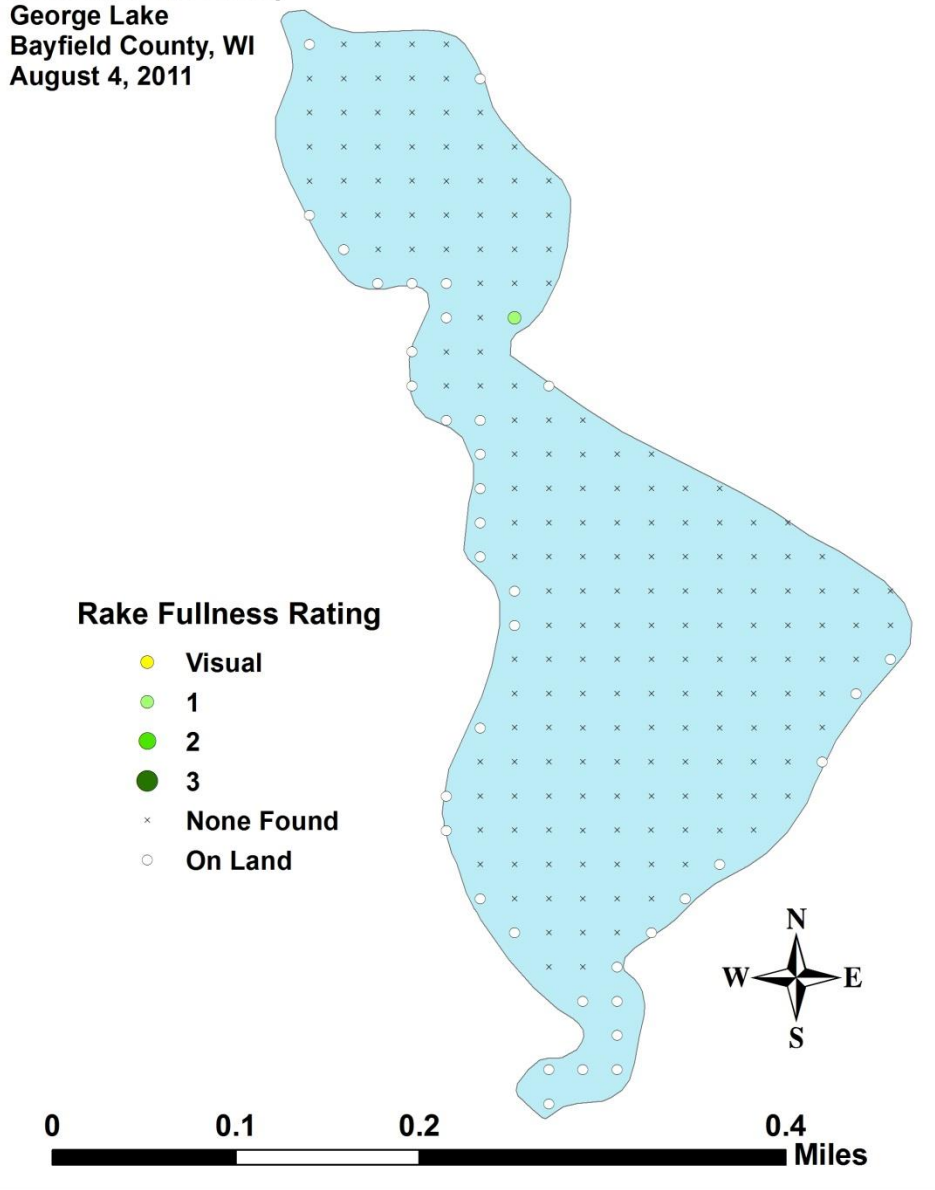 George Lake
Bayfield County, WI
August 4, 2011
Rake Fullness Rating
Visual
1
2
3
None Found
On Land
N
W E
S
0 0.1 0.2 0.4
Miles